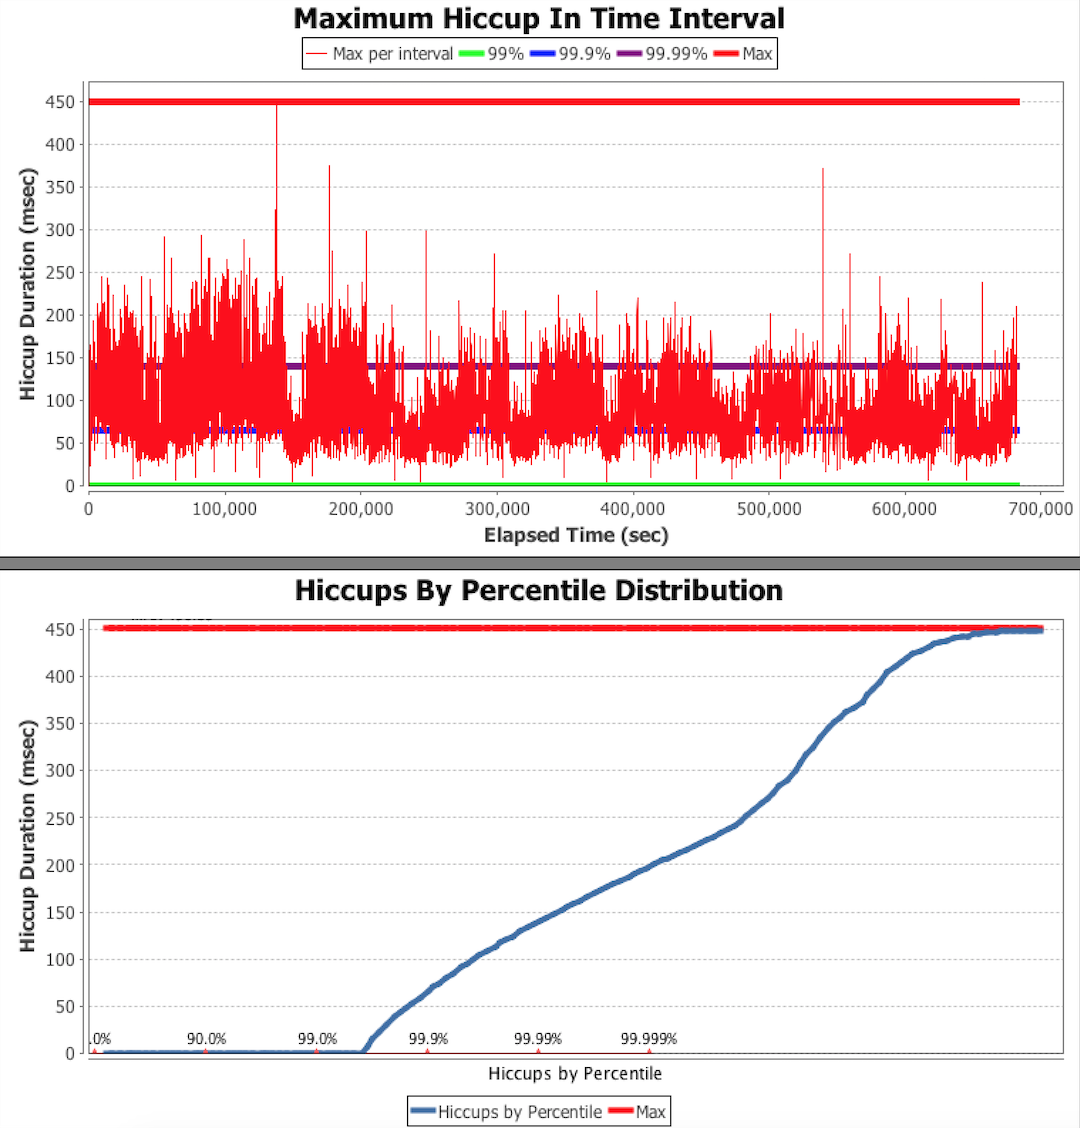 Maximum Hiccup In Time Interval
Max per interval 99% 99.9% 99.99% Max
Hiccup Duration (msec)
450
400
350
300
250
200
150
100
50
0
0 100,000 200,000 300,000 400,000 500,000 600,000 700,000
Elapsed Time (sec)
Hiccups By Percentile Distribution
Hiccup Duration (msec)
450
400
350
300
250
200
150
100
50
0
.0% 90.0% 99.0% 99.9% 99.99% 99.999%
Hiccups by Percentile
Hiccups by Percentile Max